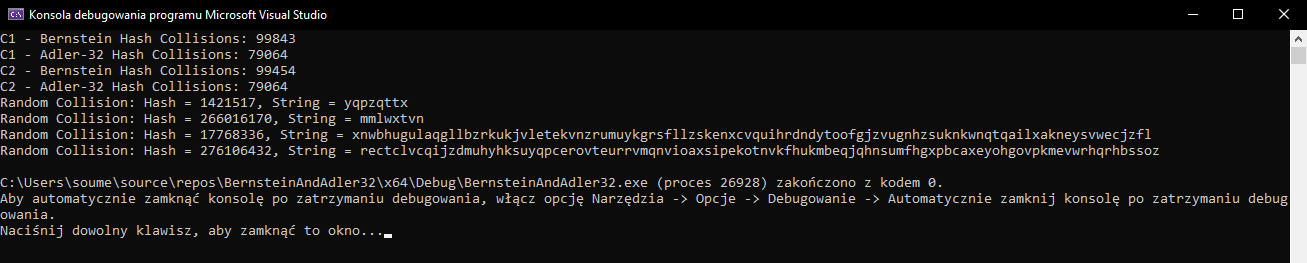 Konsola debugowania programu Microsoft Visual Studio
C1 - Bernstein Hash Collisions: 99843
C1 - Adler-32 Hash Collisions: 79064
C2 - Bernstein Hash Collisions: 99454
C2 - Adler-32 Hash Collisions: 79064
Random Collision: Hash = 1421517, String = yqpzqttx
Random Collision: Hash = 266016170, String = mmlwxtvn
Random Collision: Hash = 17768336, String = xnwbhugulaqgllbzrkukjvletekvnzrumuykgrsfllzskenxcvquihrdndytoofgjzvugnhzsuknkwnqtqailxakneysvwecjzfl
Random Collision: Hash = 276106432, String = rectclvcqijzdmuhyhksuyqpcerovteurrvmqnvioaxsipekotnvkfhukmbeqjqhnsumfhgxpbcaxeyohgovpkmevwrhqrhbssoz
C:\Users\soume\source\repos\BernsteinAndAdler32\x64\Debug\BernsteinAndAdler32.exe (proces 26928) zakończono z kodem 0.
Aby automatycznie zamknąć konsolę po zatrzymaniu debugowania, włącz opcję Narzędzia -> Opcje -> Debugowanie -> Automatycznie zamknij konsolę po zatrzymaniu debug
owania.
Naciśnij dowolny klawisz, aby zamknąć to okno...